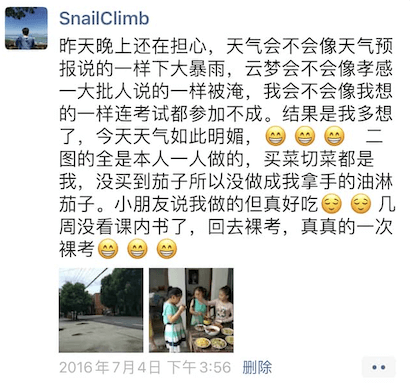 SnailClimb
昨天晚上还在担心，天气会不会像天气预
报说的一样下大暴雨，云梦会不会像孝感
一大批人说的一样被淹，我会不会像我想
的一样连考试都参加不成。结果是我多想
了，今天天气如此明媚，😁😁😁 二
图的全是本人一人做的，买菜切菜都是
我，没买到茄子所以没做成我拿手的油淋
茄子。小朋友说我做的但真好吃😌😌 几
周没看课内书了，回去裸考，真真的一次
裸考😁😁😁
2016年7月4日 下午3:56 删除